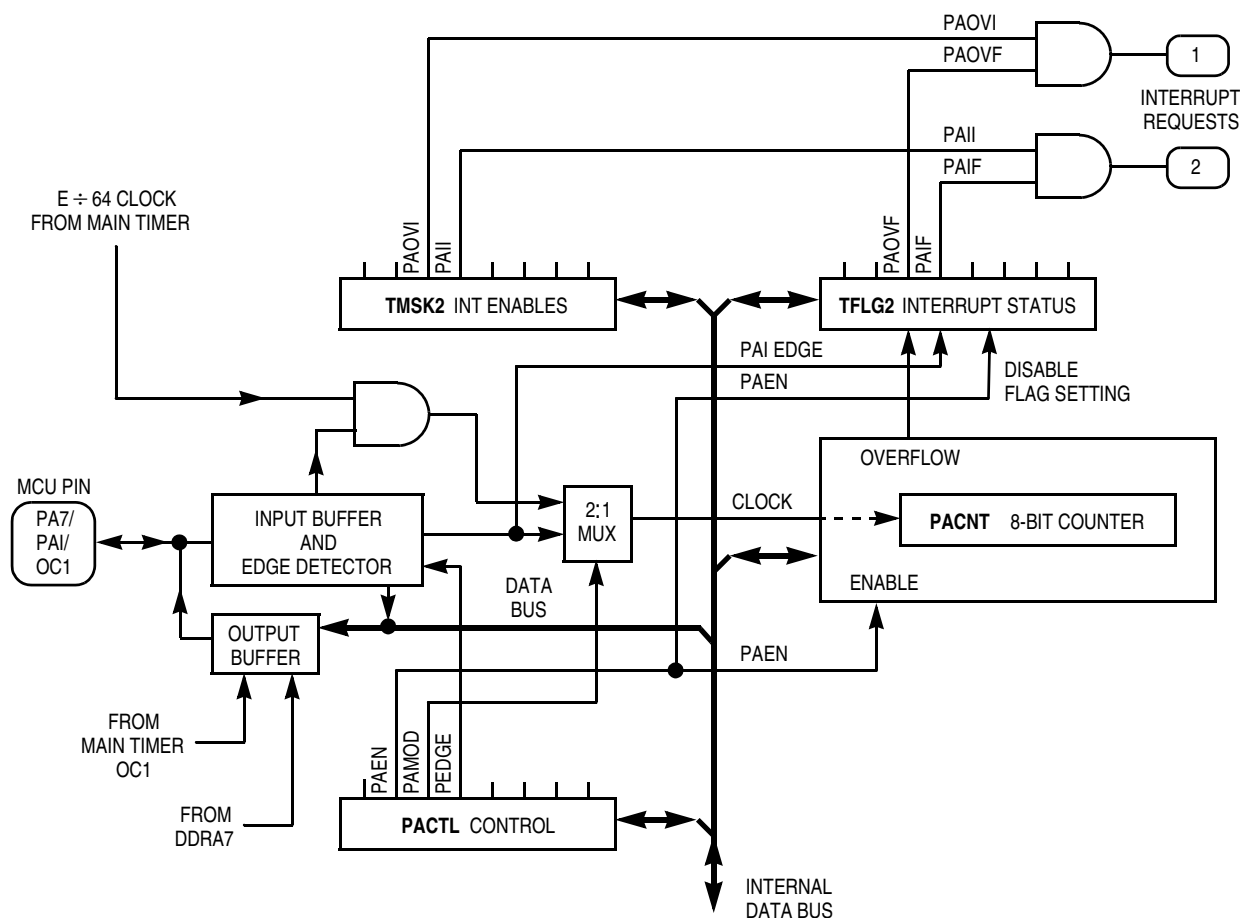 PAOVI
PAOVF
1
INTERRUPT
REQUESTS
PAII
PAIF
2
E ÷ 64 CLOCK
FROM MAIN TIMER
PAOVI
PAII
PAOVF
PAIF
TMSK2 INT ENABLES
TFLG2 INTERRUPT STATUS
PAI EDGE
PAEN
DISABLE
FLAG SETTING
OVERFLOW
MCU PIN
PA7/
PAI/
OC1
INPUT BUFFER
AND
EDGE DETECTOR
2:1
MUX
CLOCK
PACNT 8-BIT COUNTER
DATA
BUS
ENABLE
OUTPUT
BUFFER
PAEN
FROM
MAIN TIMER
OC1
PAEN
PAMOD
PEDGE
FROM
DDRA7
PACTL CONTROL
INTERNAL
DATA BUS